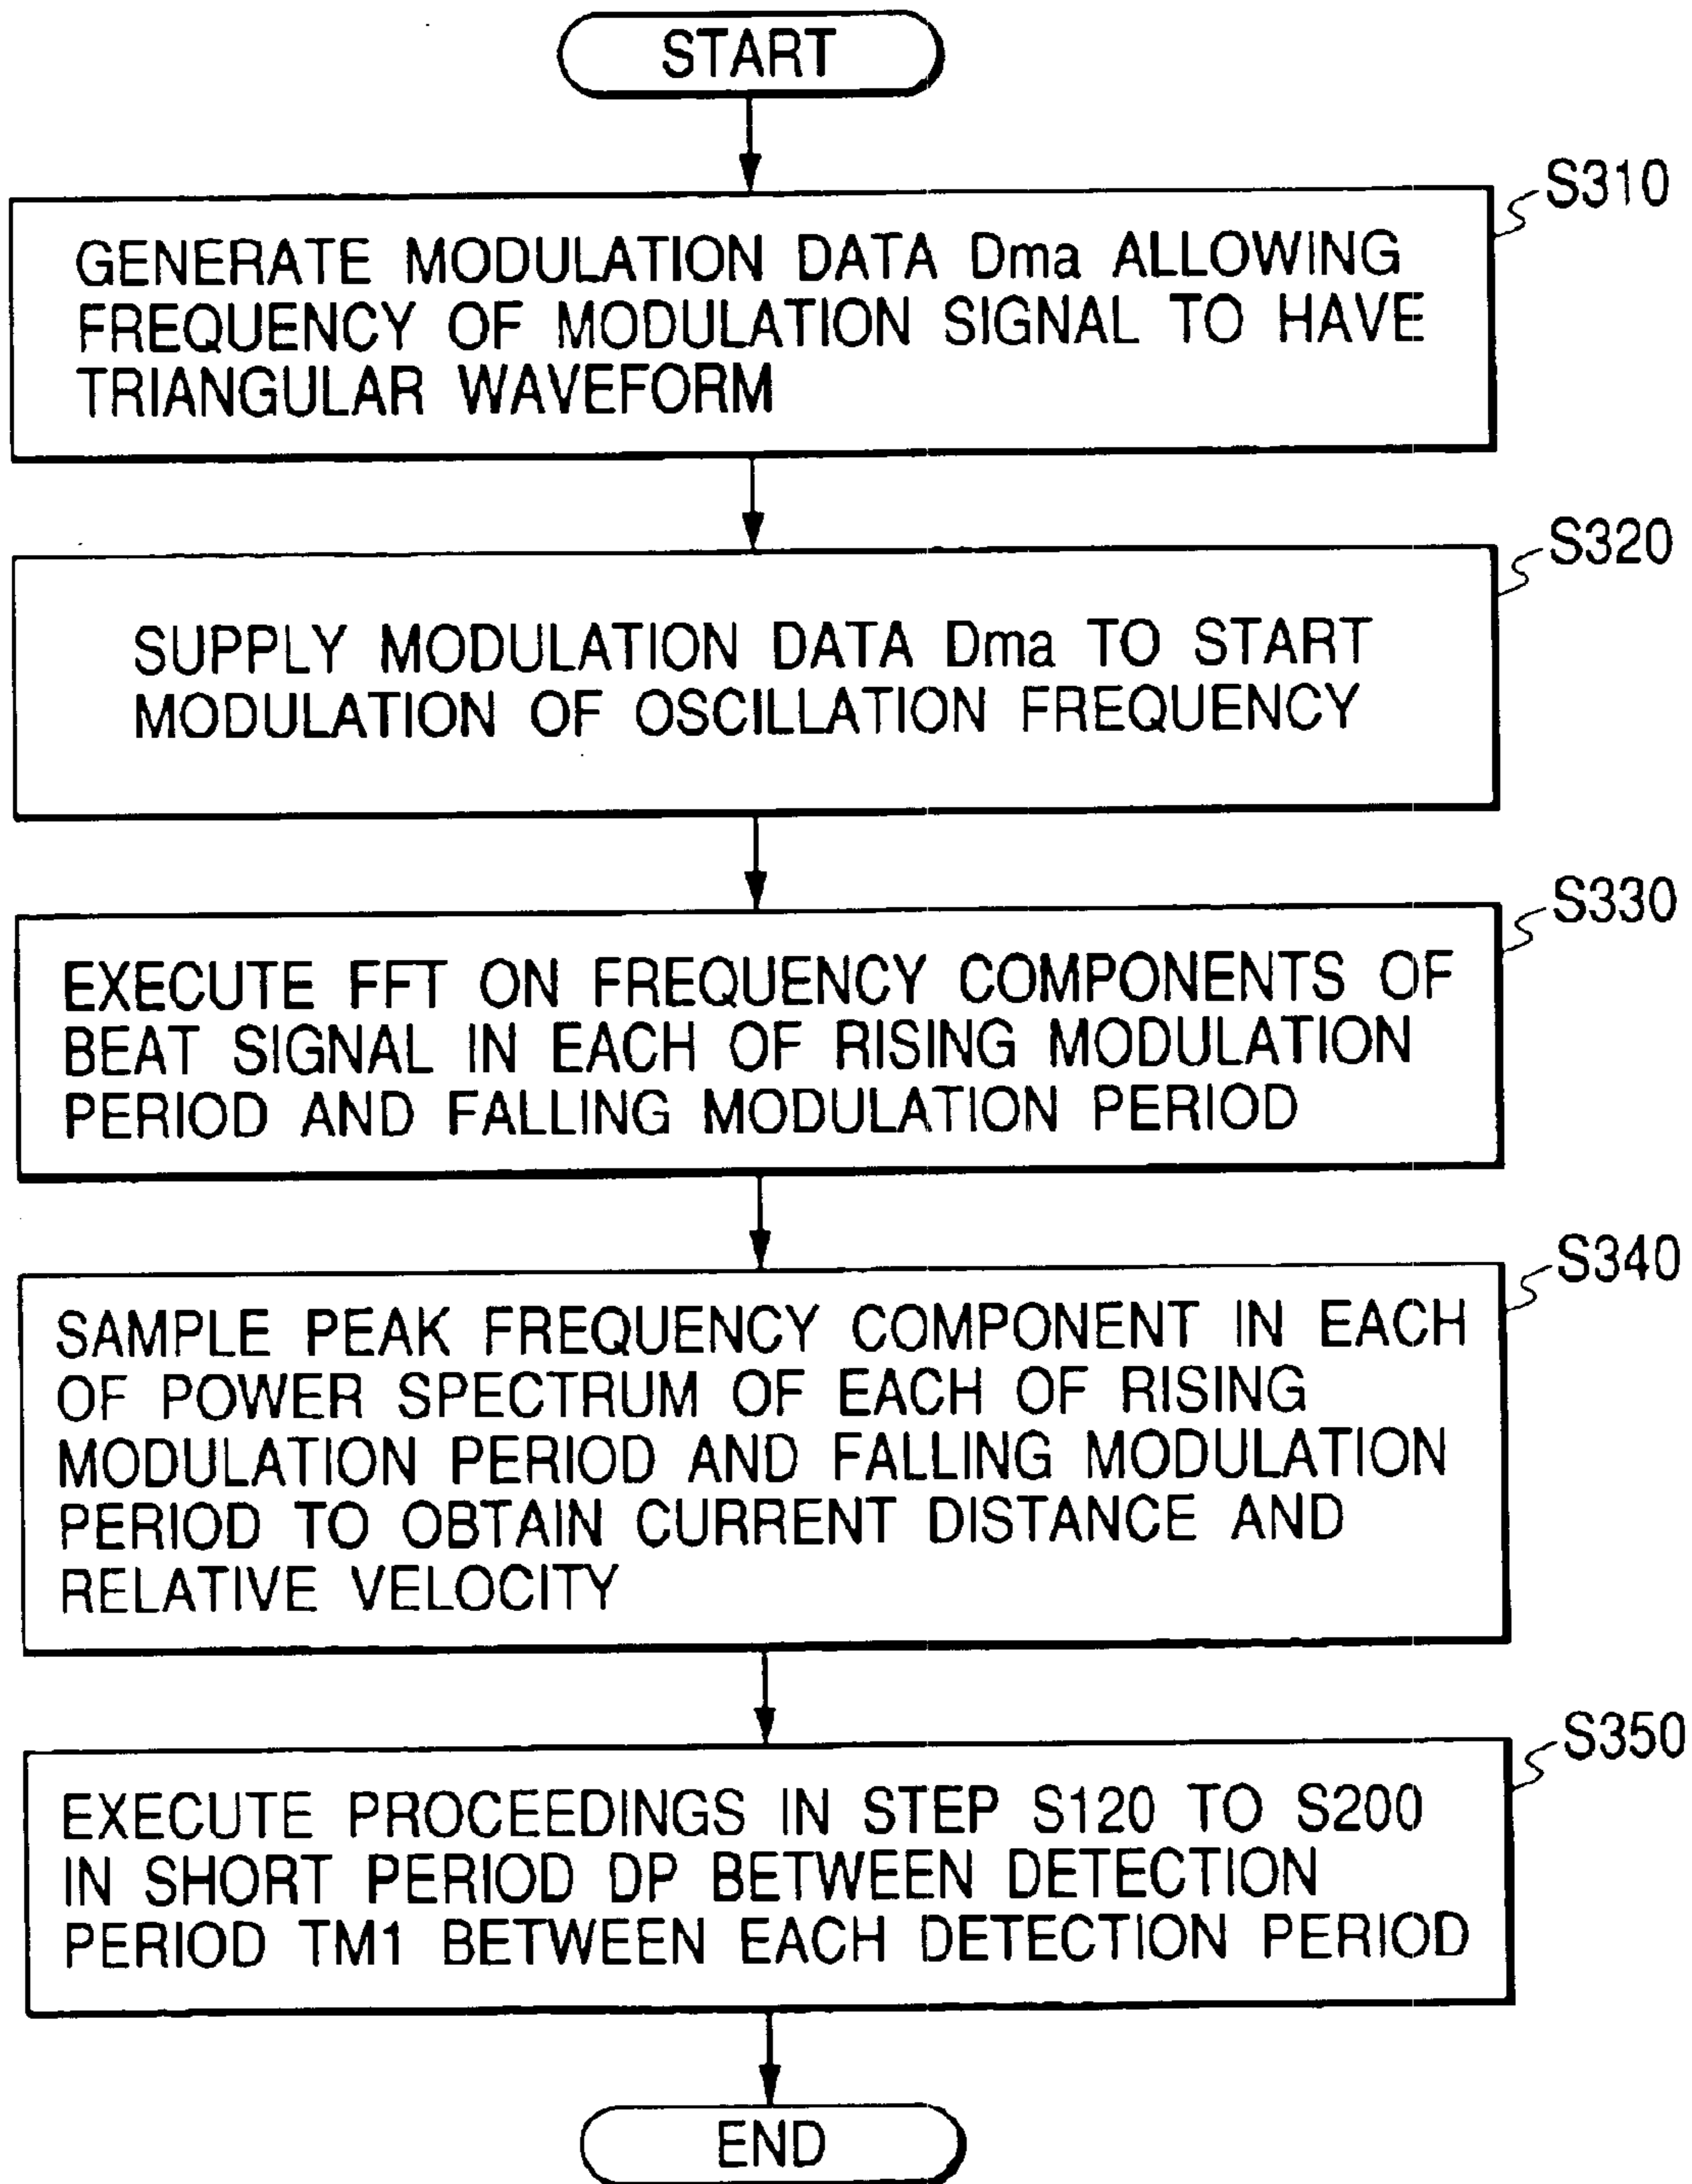 START
S310
GENERATE MODULATION DATA Dma ALLOWING
FREQUENCY OF MODULATION SIGNAL TO HAVE
TRIANGULAR WAVEFORM
S320
SUPPLY MODULATION DATA Dma TO START
MODULATION OF OSCILLATION FREQUENCY
S330
EXECUTE FFT ON FREQUENCY COMPONENTS OF
BEAT SIGNAL IN EACH OF RISING MODULATION
PERIOD AND FALLING MODULATION PERIOD
S340
SAMPLE PEAK FREQUENCY COMPONENT IN EACH
OF POWER SPECTRUM OF EACH OF RISING
MODULATION PERIOD AND FALLING MODULATION
PERIOD TO OBTAIN CURRENT DISTANCE AND
RELATIVE VELOCITY
S350
EXECUTE PROCEEDINGS IN STEP S120 TO S200
IN SHORT PERIOD DP BETWEEN DETECTION
PERIOD TM1 BETWEEN EACH DETECTION PERIOD
END